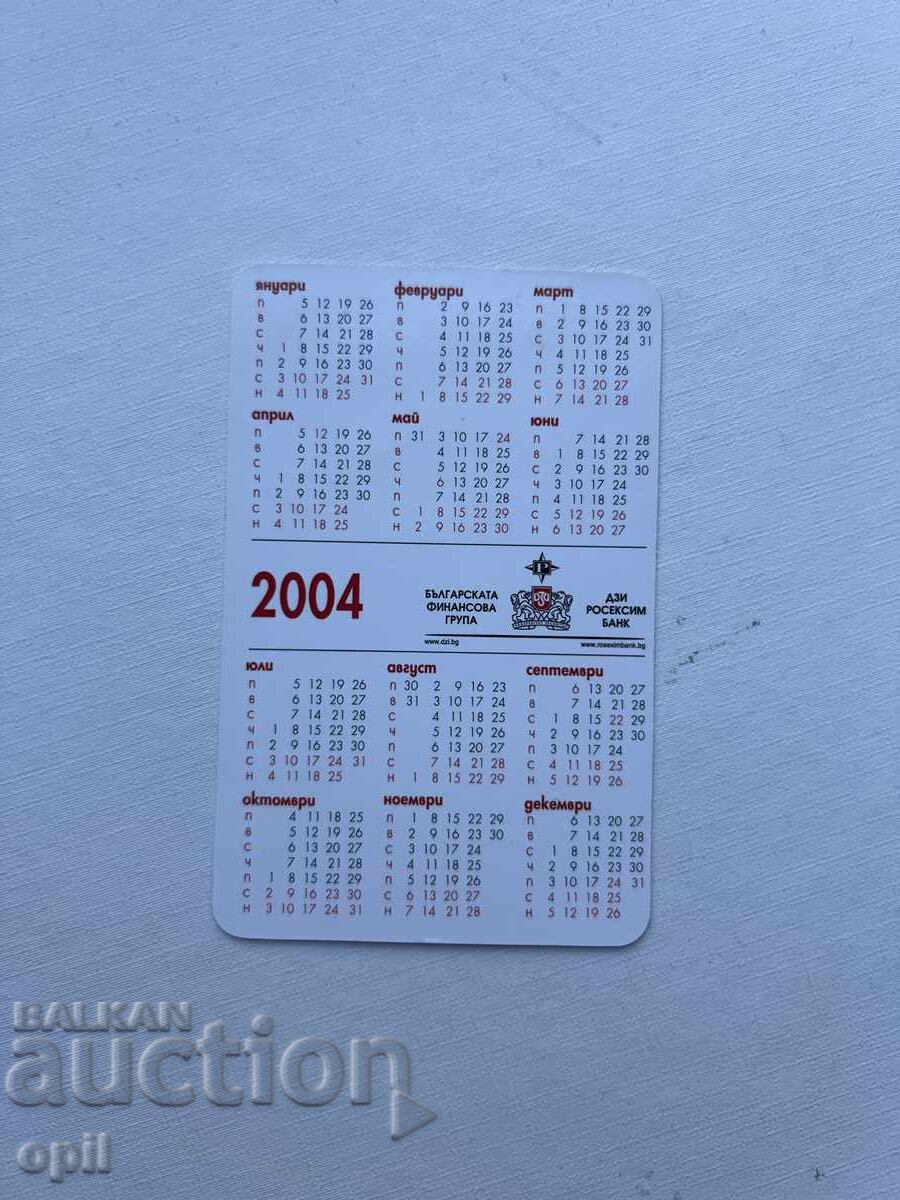 януари
П 5 12 19 26
В 6 13 20 27
С 7 14 21 28
Ч 1 8 15 22 29
П 2 9 16 23 30
С 3 10 17 24 31
Н 4 11 18 25
февруари
П 2 9 16 23
В 3 10 17 24
С 4 11 18 25
Ч 5 12 19 26
П 6 13 20 27
С 7 14 21 28
Н 1 8 15 22 29
март
П 1 8 15 22 29
В 2 9 16 23 30
С 3 10 17 24 31
Ч 4 11 18 25
П 5 12 19 26
С 6 13 20 27
Н 7 14 21 28
април
П 5 12 19 26
В 6 13 20 27
С 7 14 21 28
Ч 1 8 15 22 29
П 2 9 16 23 30
С 3 10 17 24
Н 4 11 18 25
май
П 31 3 10 17 24
В 4 11 18 25
С 5 12 19 26
Ч 6 13 20 27
П 7 14 21 28
С 1 8 15 22 29
Н 2 9 16 23 30
юни
П 7 14 21 28
В 1 8 15 22 29
С 2 9 16 23 30
Ч 3 10 17 24
П 4 11 18 25
С 5 12 19 26
Н 6 13 20 27
2004
БЪЛГАРСКАТА
ФИНАНСОВА
ГРУПА
www.dzi.bg
Р
ДЗИ
ДЗИ
РОСЕКСИМ
БАНК
www.roseximbank.bg
юли
П 5 12 19 26
В 6 13 20 27
С 7 14 21 28
Ч 1 8 15 22 29
П 2 9 16 23 30
С 3 10 17 24 31
Н 4 11 18 25
август
П 30 2 9 16 23
В 31 3 10 17 24
С 4 11 18 25
Ч 5 12 19 26
П 6 13 20 27
С 7 14 21 28
Н 1 8 15 22 29
септември
П 6 13 20 27
В 7 14 21 28
С 1 8 15 22 29
Ч 2 9 16 23 30
П 3 10 17 24
С 4 11 18 25
Н 5 12 19 26
октомври
П 4 11 18 25
В 5 12 19 26
С 6 13 20 27
Ч 7 14 21 28
П 1 8 15 22 29
С 2 9 16 23 30
Н 3 10 17 24 31
ноември
П 1 8 15 22 29
В 2 9 16 23 30
С 3 10 17 24
Ч 4 11 18 25
П 5 12 19 26
С 6 13 20 27
Н 7 14 21 28
декември
П 6 13 20 27
В 7 14 21 28
С 1 8 15 22 29
Ч 2 9 16 23 30
П 3 10 17 24 31
С 4 11 18 25
Н 5 12 19 26
BALKAN
auction
opil